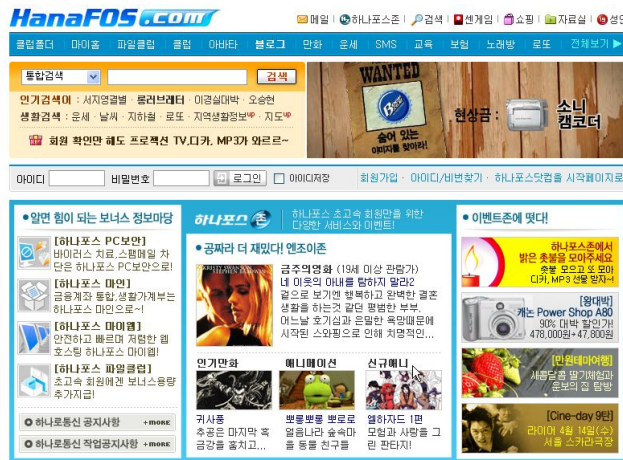 HanaFOS.com
메일 | 하나포스존 | 검색 | 센게임 | 쇼핑 | 자료실 | 성인
클럽폴더 마이홈 파일클럽 클럽 아바타 블로그 만화 운세 SMS 교육 보험 노래방 로또 전체보기 ▶
통합검색 검색
인기검색어 : 서지영결별 · 롱러브레터 · 이경실대박 · 오승현
생활검색 : 운세 · 날씨 · 지하철 · 로또 · 지역생활정보UP · 지도UP
회원 확인만 해도 프로젝션 TV,디카, MP3가 와르르~
WANTED
숨어 있는
이미지를 찾아라!
현상금 :
소니
캠코더
아이디 비밀번호 로그인 아이디저장 회원가입 · 아이디/비번찾기 · 하나포스닷컴을 시작페이지로
알면 힘이 되는 보너스 정보마당
[하나포스 PC보안]
바이러스 치료,스팸메일 차
단은 하나포스 PC보안으로!
[하나포스 마인]
금융계좌 통합,생활가계부는
하나포스 마인으로~!
[하나포스 마이웹]
안전하고 빠르며 저렴한 웹
호스팅 하나포스 마이웹!
[하나포스 파일클럽]
초고속 회원에겐 보너스용량
추가지급!
하나로통신 공지사항 +more
하나로통신 작업공지사항 +more
하나포스 존
하나포스 초고속 회원만을 위한
다양한 서비스와 이벤트!
공짜라 더 재밌다! 엔조이존
KRISTY SWANSON
금주의영화 (19세 이상 관람가)
네 이웃의 아내를 탐하지 말라2
겉으로 보기엔 행복하고 완벽한 결혼
생활을 하는것 같던 평범한 부부.
어느날 호기심과 은밀한 욕망때문에
시작된 스와핑으로 인해 치명적인...
인기만화 애니메이션 신규애니
귀사풍
추공은 마지막 혹
금강을 훔치고...
뽀롱뽀롱 뽀로로
얼음나라 숲속마
을 동물 친구들
엘하자드 1편
모험과 사랑을 그
린 판타지!
이벤트존에 떳다!
하나포스존에서
밝은 촛불을 모아주세요
촛불 모으고 또 모아
디카, MP3 선물 받자~!
[왕대박]
캐논 Power Shop A80
90% 대박 할인가!
478,000원→47,800원
[만원테마여행]
새콤달콤 딸기체험과
운보의 집 탐방
[Cine-day 9탄]
라이어 4월 14일(수)
서울 스카라극장